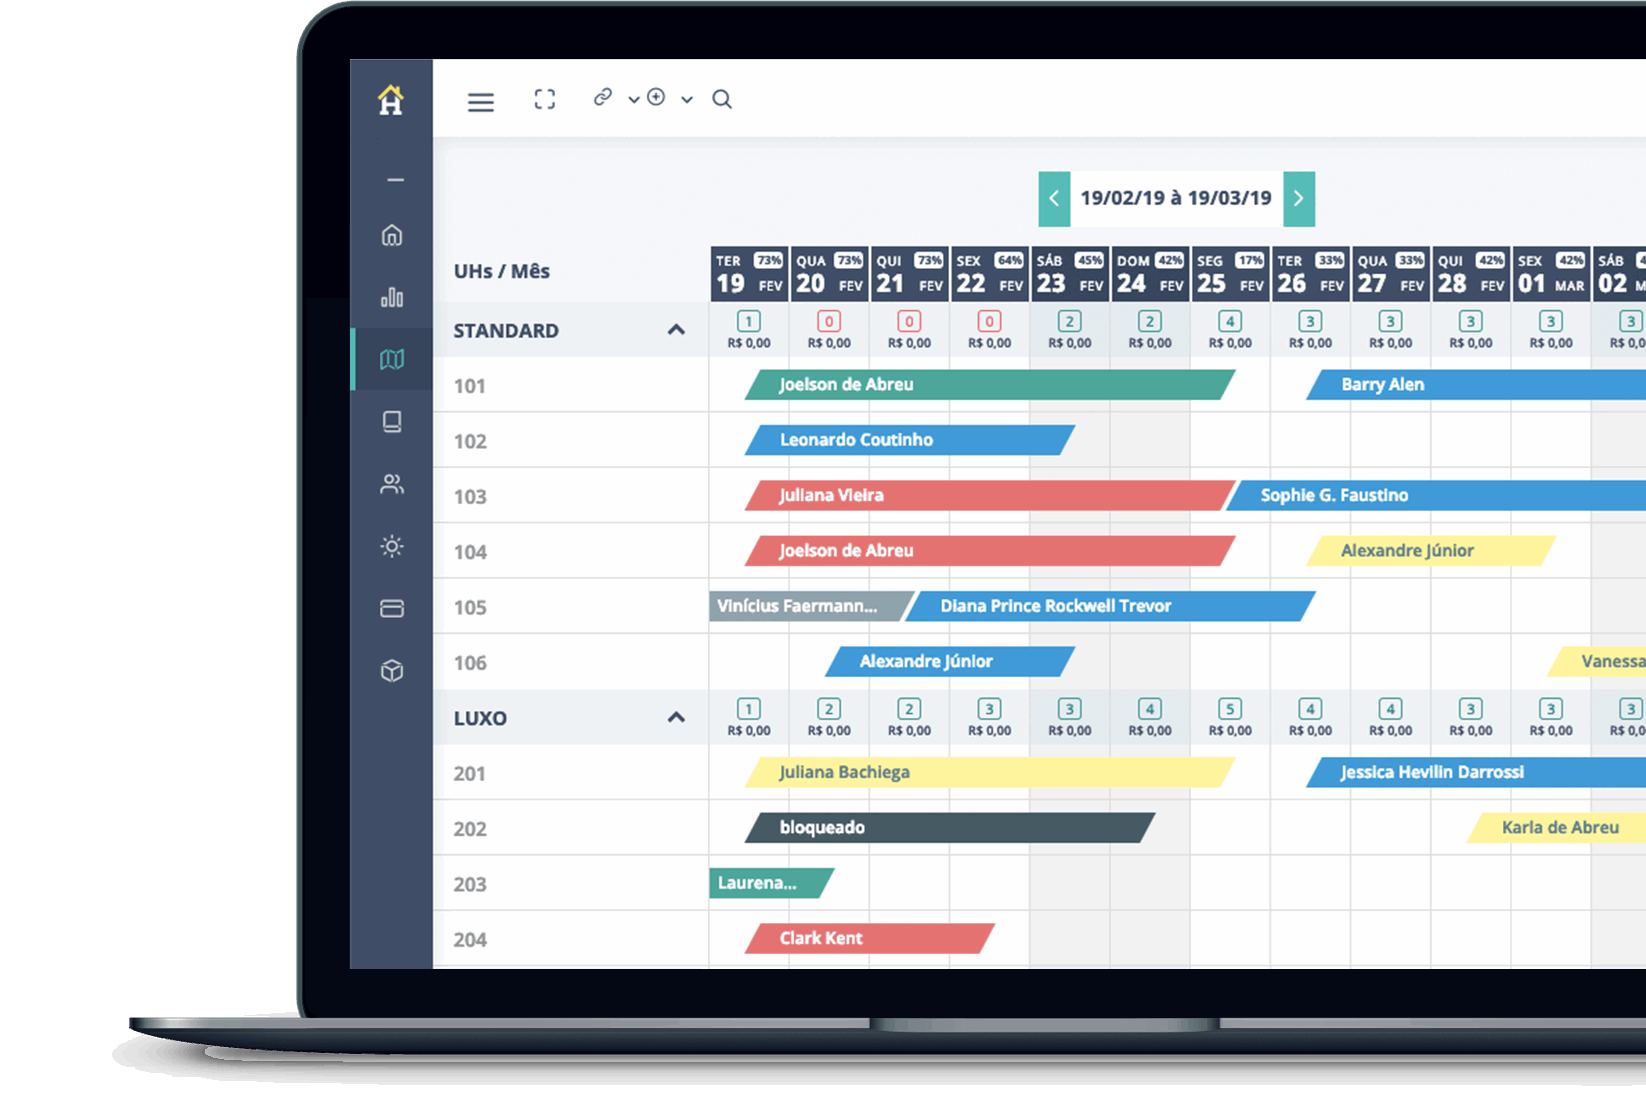 H
19/02/19 à 19/03/19
UHs / Mês
TER 73% QUA 73% QUI 73% SEX 64% SÁB 45% DOM 42% SEG 17% TER 33% QUA 33% QUI 42% SEX 42% SÁB
19 FEV 20 FEV 21 FEV 22 FEV 23 FEV 24 FEV 25 FEV 26 FEV 27 FEV 28 FEV 01 MAR 02
STANDARD 1 0 0 0 2 2 4 3 3 3 3 3
R$ 0,00 R$ 0,00 R$ 0,00 R$ 0,00 R$ 0,00 R$ 0,00 R$ 0,00 R$ 0,00 R$ 0,00 R$ 0,00 R$ 0,00 R$ 0,0
101 Joelson de Abreu Barry Alen
102 Leonardo Coutinho
103 Juliana Vieira Sophie G. Faustino
104 Joelson de Abreu Alexandre Júnior
105 Vinícius Faermann... Diana Prince Rockwell Trevor
106 Alexandre Júnior Vanessa
LUXO 1 2 2 3 3 4 5 4 4 3 3 3
R$ 0,00 R$ 0,00 R$ 0,00 R$ 0,00 R$ 0,00 R$ 0,00 R$ 0,00 R$ 0,00 R$ 0,00 R$ 0,00 R$ 0,00 R$ 0,0
201 Juliana Bachiega Jessica Hevilin Darrossi
202 bloqueado Karla de Abreu
203 Laurena...
204 Clark Kent